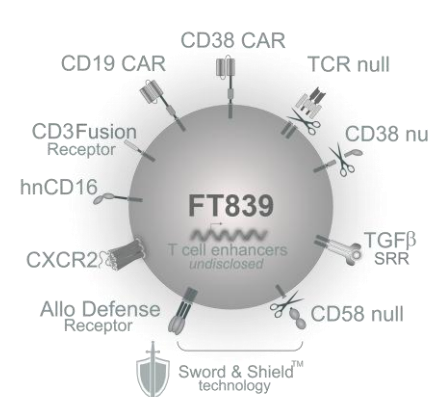 CD38 CAR
CD19 CAR
TCR null
CD3Fusion
Receptor
CD38 nu
hnCD16
FT839
T cell enhancers
undisclosed
CXCR2
TGFβ
SRR
Allo Defense
Receptor
CD58 null
Sword & Shield™
technology